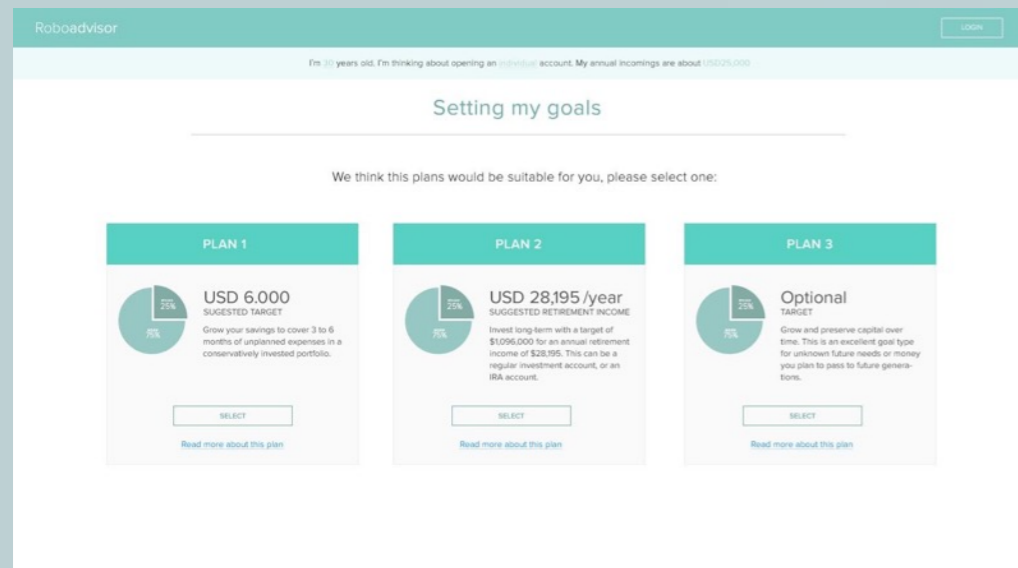 Roboadvisor
LOGIN
I'm 30 years old. I'm thinking about opening an individual account. My annual incomings are about USD25,000
Setting my goals
We think this plans would be suitable for you, please select one:
PLAN 1
25%
75%
USD 6.000
SUGESTED TARGET
Grow your savings to cover 3 to 6
months of unplanned expenses in a
conservatively invested portfolio.
SELECT
Read more about this plan
PLAN 2
25%
75%
USD 28,195 /year
SUGGESTED RETIREMENT INCOME
Invest long-term with a target of
$1,096,000 for an annual retirement
income of $28,195. This can be a
regular investment account, or an
IRA account.
SELECT
Read more about this plan
PLAN 3
25%
75%
Optional
TARGET
Grow and preserve capital over
time. This is an excellent goal type
for unknown future needs or money
you plan to pass to future genera-
tions.
SELECT
Read more about this plan